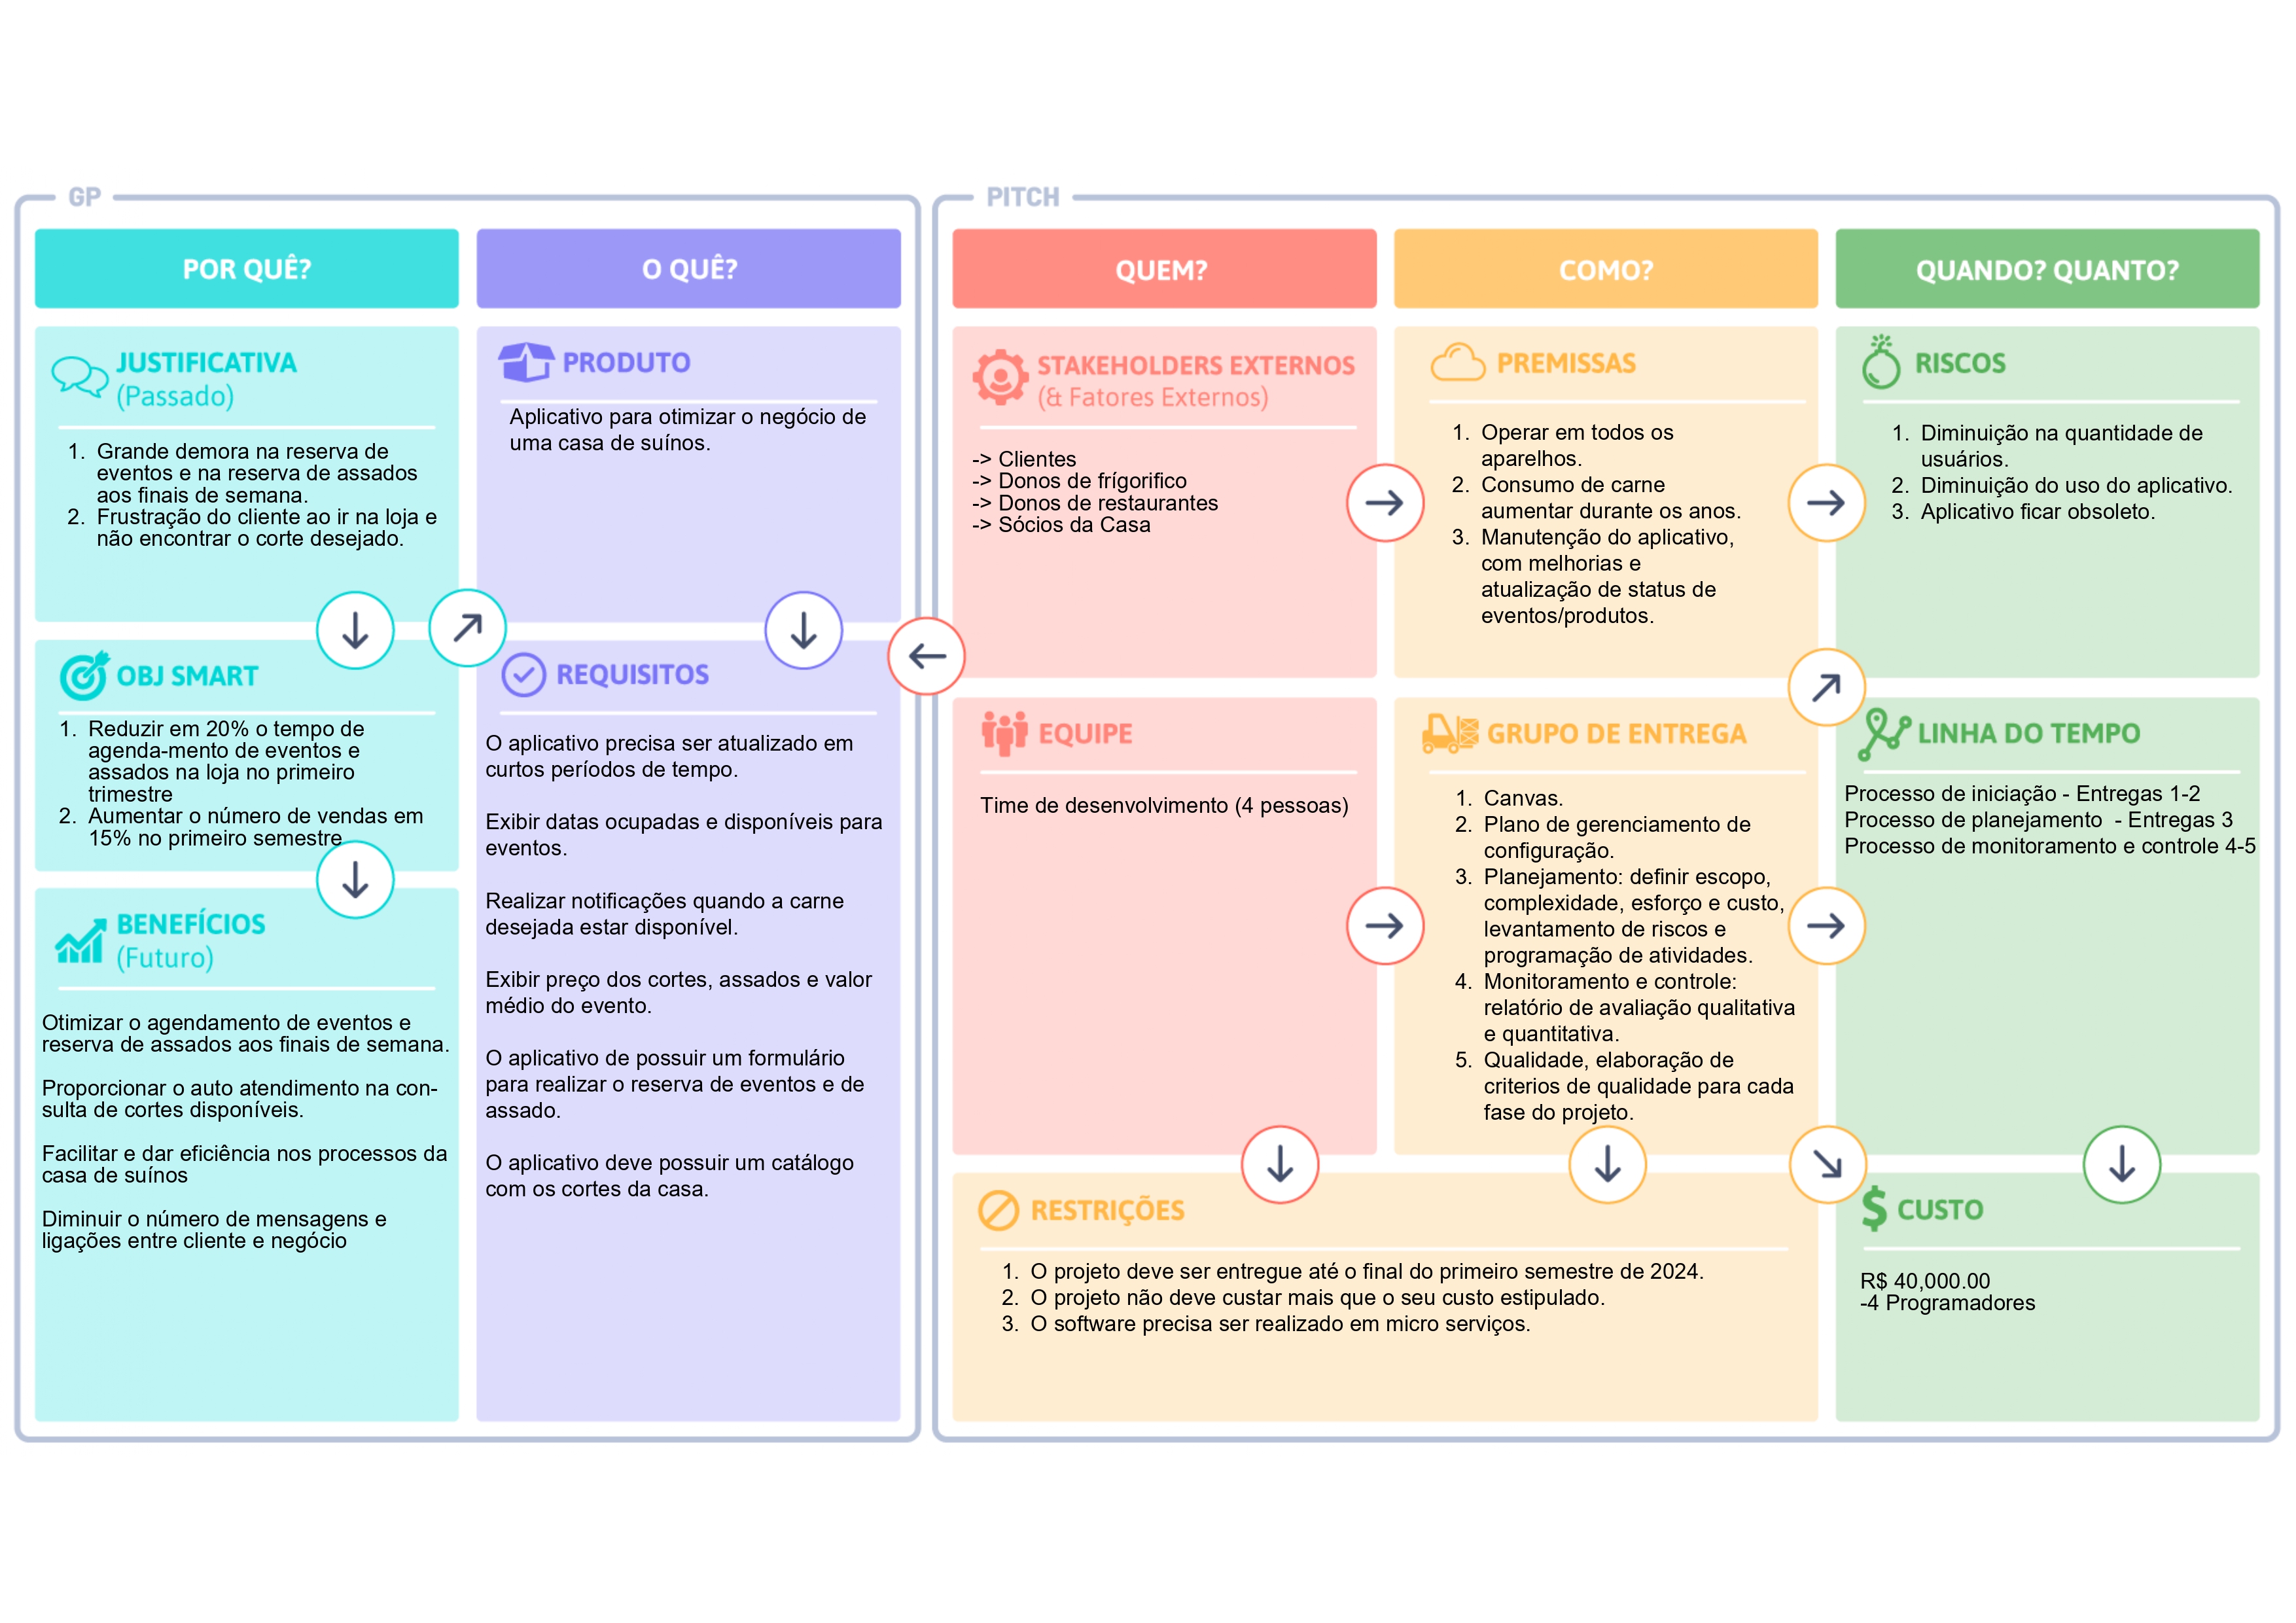 GP
POR QUÊ?
JUSTIFICATIVA
(Passado)
1. Grande demora na reserva de
eventos e na reserva de assados
aos finais de semana.
2. Frustração do cliente ao ir na loja e
não encontrar o corte desejado.
OBJ SMART
1. Reduzir em 20% o tempo de
agenda-mento de eventos e
assados na loja no primeiro
trimestre
2. Aumentar o número de vendas em
15% no primeiro semestre
BENEFÍCIOS
(Futuro)
Otimizar o agendamento de eventos e
reserva de assados aos finais de semana.
Proporcionar o auto atendimento na con-
sulta de cortes disponíveis.
Facilitar e dar eficiência nos processos da
casa de suínos
Diminuir o número de mensagens e
ligações entre cliente e negócio
O QUÊ?
PRODUTO
Aplicativo para otimizar o negócio de
uma casa de suínos.
REQUISITOS
O aplicativo precisa ser atualizado em
curtos períodos de tempo.
Exibir datas ocupadas e disponíveis para
eventos.
Realizar notificações quando a carne
desejada estar disponível.
Exibir preço dos cortes, assados e valor
médio do evento.
O aplicativo de possuir um formulário
para realizar o reserva de eventos e de
assado.
O aplicativo deve possuir um catálogo
com os cortes da casa.
PITCH
QUEM?
STAKEHOLDERS EXTERNOS
(& Fatores Externos)
-> Clientes
-> Donos de frígorifico
-> Donos de restaurantes
-> Sócios da Casa
EQUIPE
Time de desenvolvimento (4 pessoas)
COMO?
PREMISSAS
1. Operar em todos os
aparelhos.
2. Consumo de carne
aumentar durante os anos.
3. Manutenção do aplicativo,
com melhorias e
atualização de status de
eventos/produtos.
GRUPO DE ENTREGA
1. Canvas.
2. Plano de gerenciamento de
configuração.
3. Planejamento: definir escopo,
complexidade, esforço e custo,
levantamento de riscos e
programação de atividades.
4. Monitoramento e controle:
relatório de avaliação qualitativa
e quantitativa.
5. Qualidade, elaboração de
criterios de qualidade para cada
fase do projeto.
RESTRIÇÕES
1. O projeto deve ser entregue até o final do primeiro semestre de 2024.
2. O projeto não deve custar mais que o seu custo estipulado.
3. O software precisa ser realizado em micro serviços.
QUANDO? QUANTO?
RISCOS
1. Diminuição na quantidade de
usuários.
2. Diminuição do uso do aplicativo.
3. Aplicativo ficar obsoleto.
LINHA DO TEMPO
Processo de iniciação - Entregas 1-2
Processo de planejamento - Entregas 3
Processo de monitoramento e controle 4-5
CUSTO
R$ 40,000.00
-4 Programadores